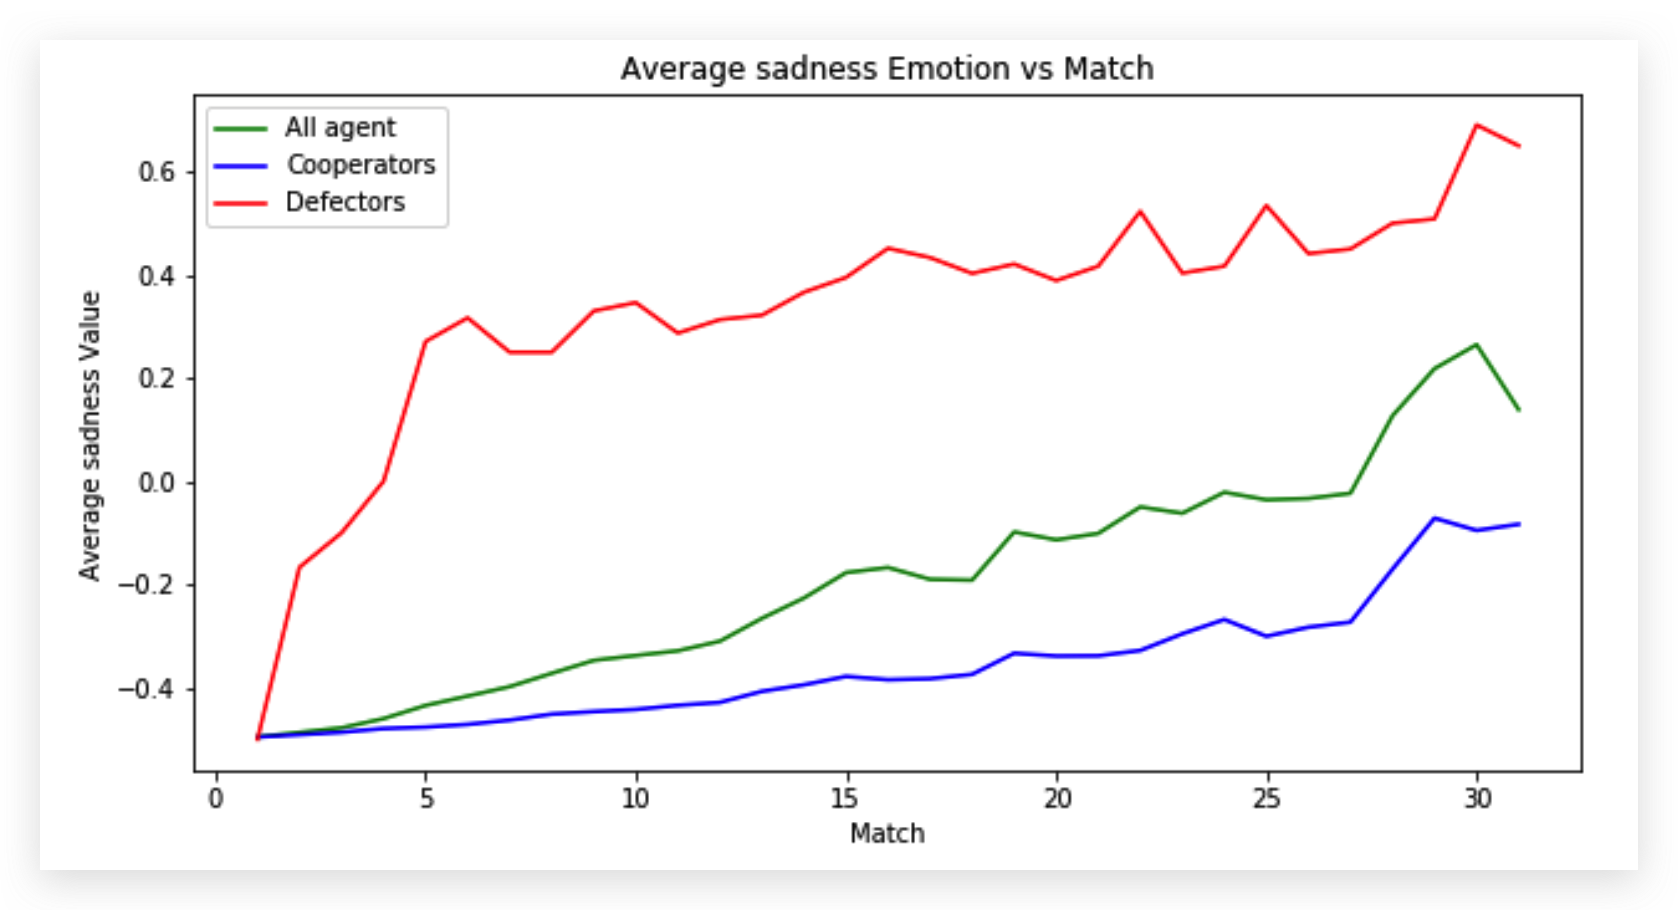 Average sadness Emotion vs Match
All agent
Cooperators
Defectors
Average sadness Value
0.6
0.4
0.2
0.0
−0.2
−0.4
0 5 10 15 20 25 30
Match